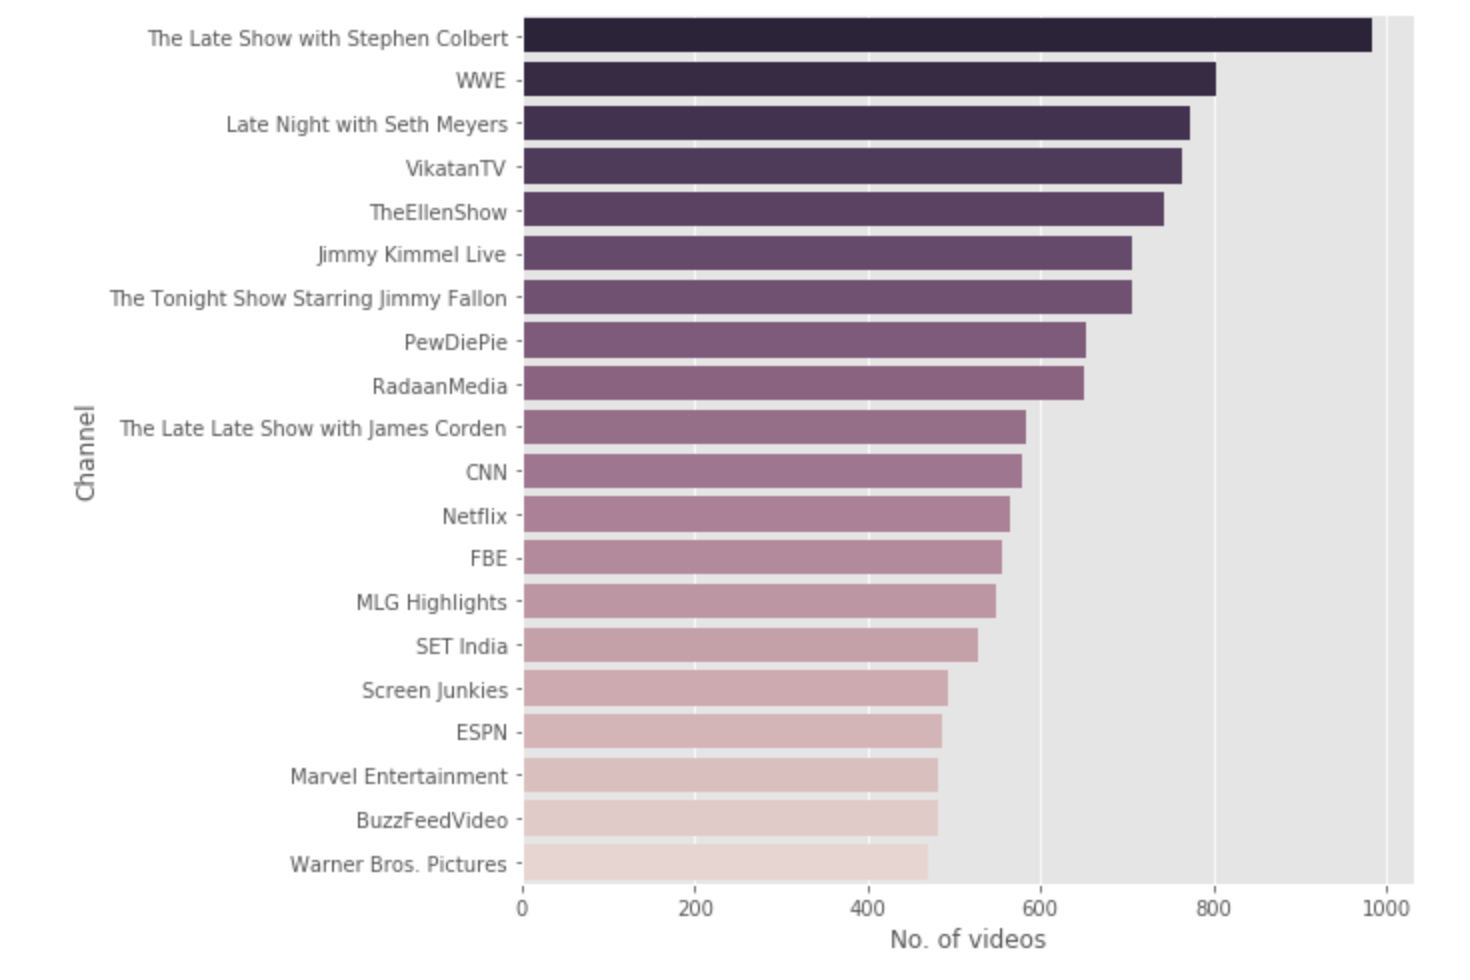 The Late Show with Stephen Colbert
WWE
Late Night with Seth Meyers
VikatanTV
TheEllenShow
Jimmy Kimmel Live
The Tonight Show Starring Jimmy Fallon
PewDiePie
RadaanMedia
The Late Late Show with James Corden
CNN
Netflix
FBE
MLG Highlights
SET India
Screen Junkies
ESPN
Marvel Entertainment
BuzzFeedVideo
Warner Bros. Pictures
Channel
0 200 400 600 800 1000
No. of videos